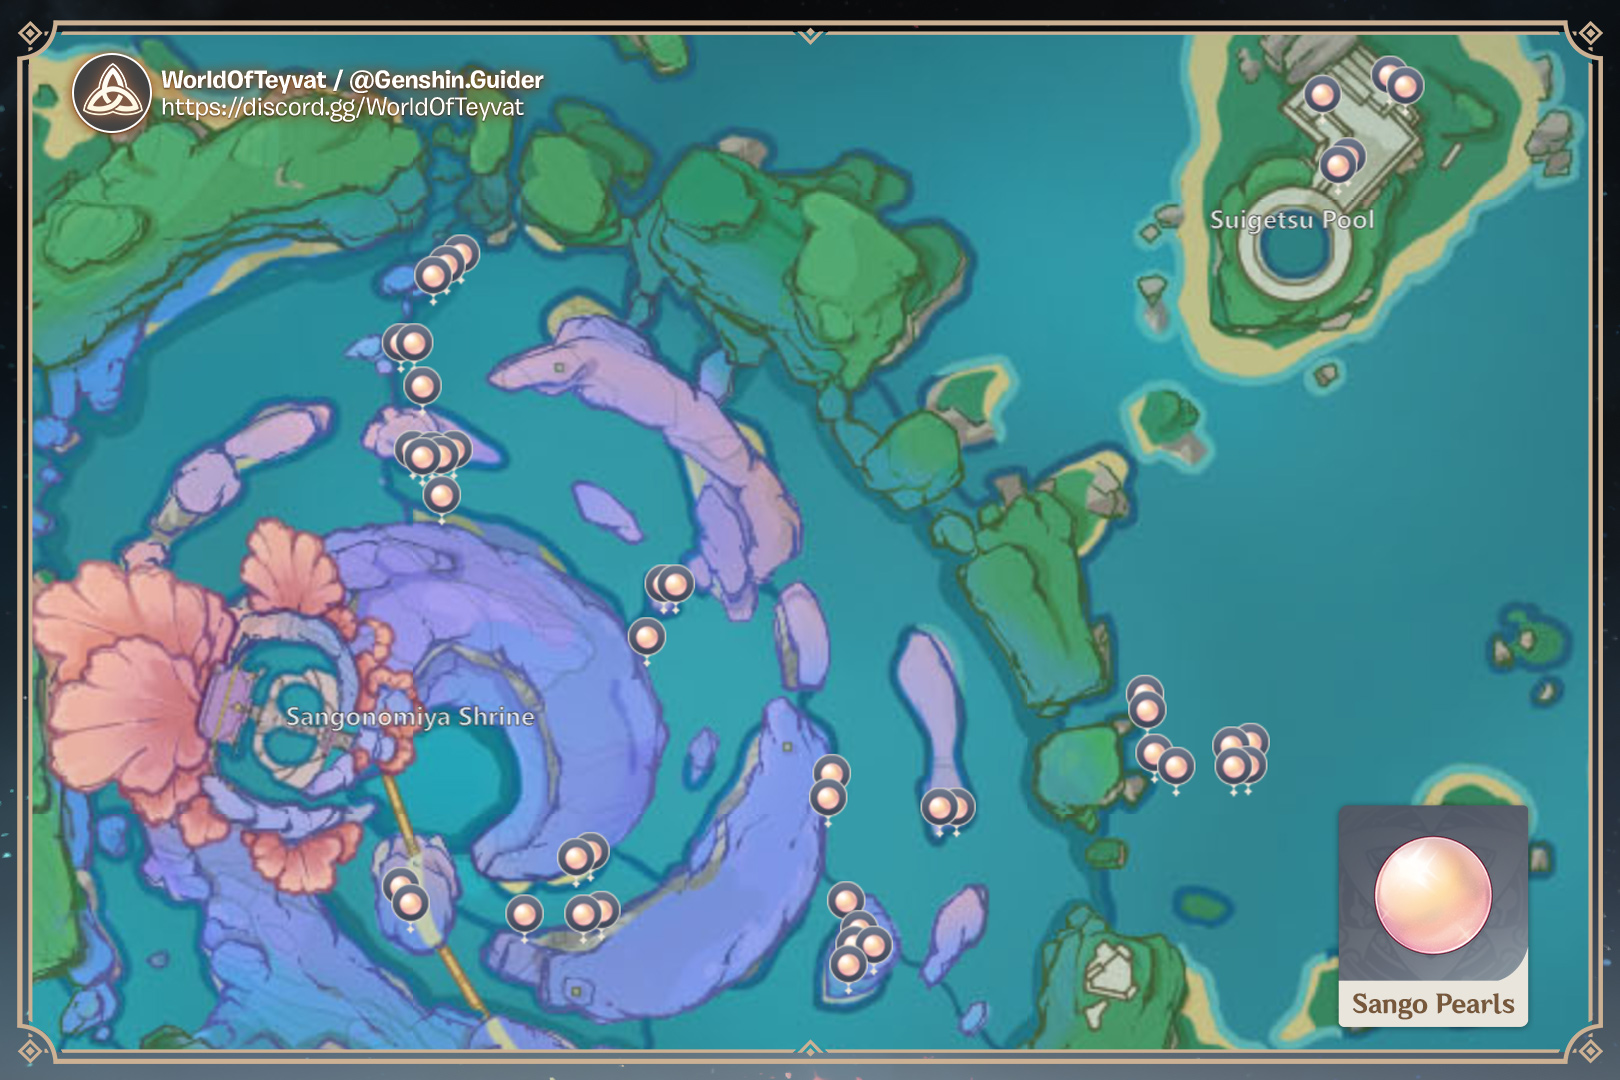 WorldOfTeyvat / @Genshin.Guider
https://discord.gg/WorldOfTeyvat
Suigetsu Pool
Sangonomiya Shrine
Sango Pearls